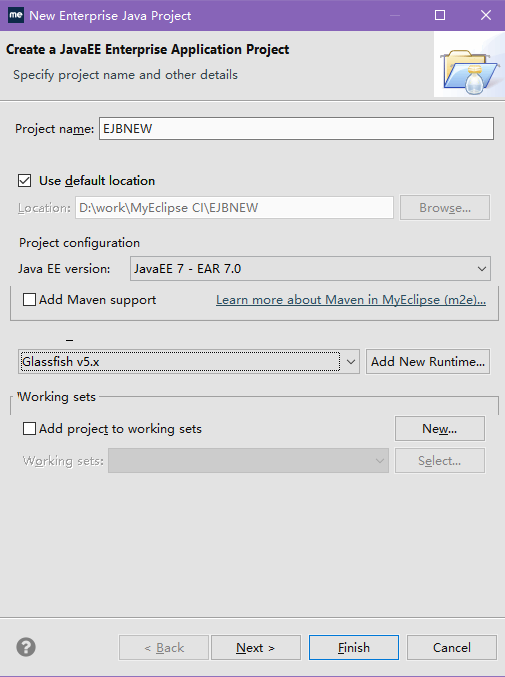 me New Enterprise Java Project
Create a JavaEE Enterprise Application Project
Specify project name and other details
Project name: EJBNEW
Use default location
Location: D:\work\MyEclipse CI\EJBNEW Browse...
Project configuration
Java EE version: JavaEE 7 - EAR 7.0
Add Maven support Learn more about Maven in MyEclipse (m2e)...
Glassfish v5.x Add New Runtime...
Working sets
Add project to working sets New...
Working sets: Select...
? < Back Next > Finish Cancel